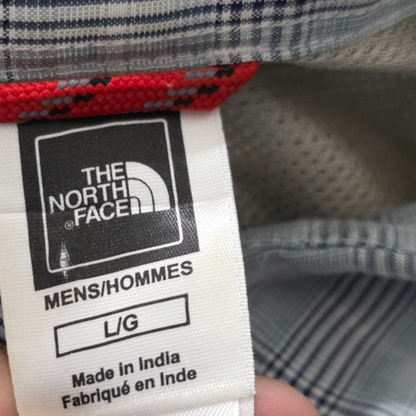 THE
NORTH
FACE
®
MENS/HOMMES
L/G
Made in India
Fabriqué en Inde